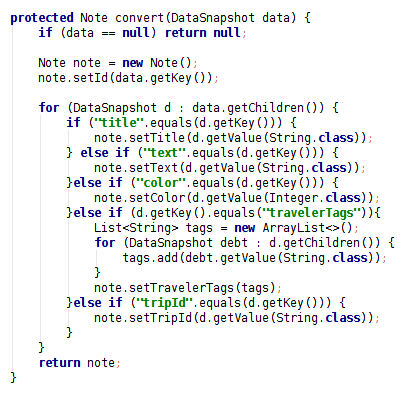 protected Note convert(DataSnapshot data) {
    if (data == null) return null;

    Note note = new Note();
    note.setId(data.getKey());

    for (DataSnapshot d : data.getChildren()) {
        if ("title".equals(d.getKey())) {
            note.setTitle(d.getValue(String.class));
        } else if ("text".equals(d.getKey())) {
            note.setText(d.getValue(String.class));
        }else if ("color".equals(d.getKey())) {
            note.setColor(d.getValue(Integer.class));
        }else if (d.getKey().equals("travelerTags")){
            List<String> tags = new ArrayList<>();
            for (DataSnapshot debt : d.getChildren()) {
                tags.add(debt.getValue(String.class));
            }
            note.setTravelerTags(tags);
        }else if ("tripId".equals(d.getKey())) {
            note.setTripId(d.getValue(String.class));
        }
    }
    return note;
}